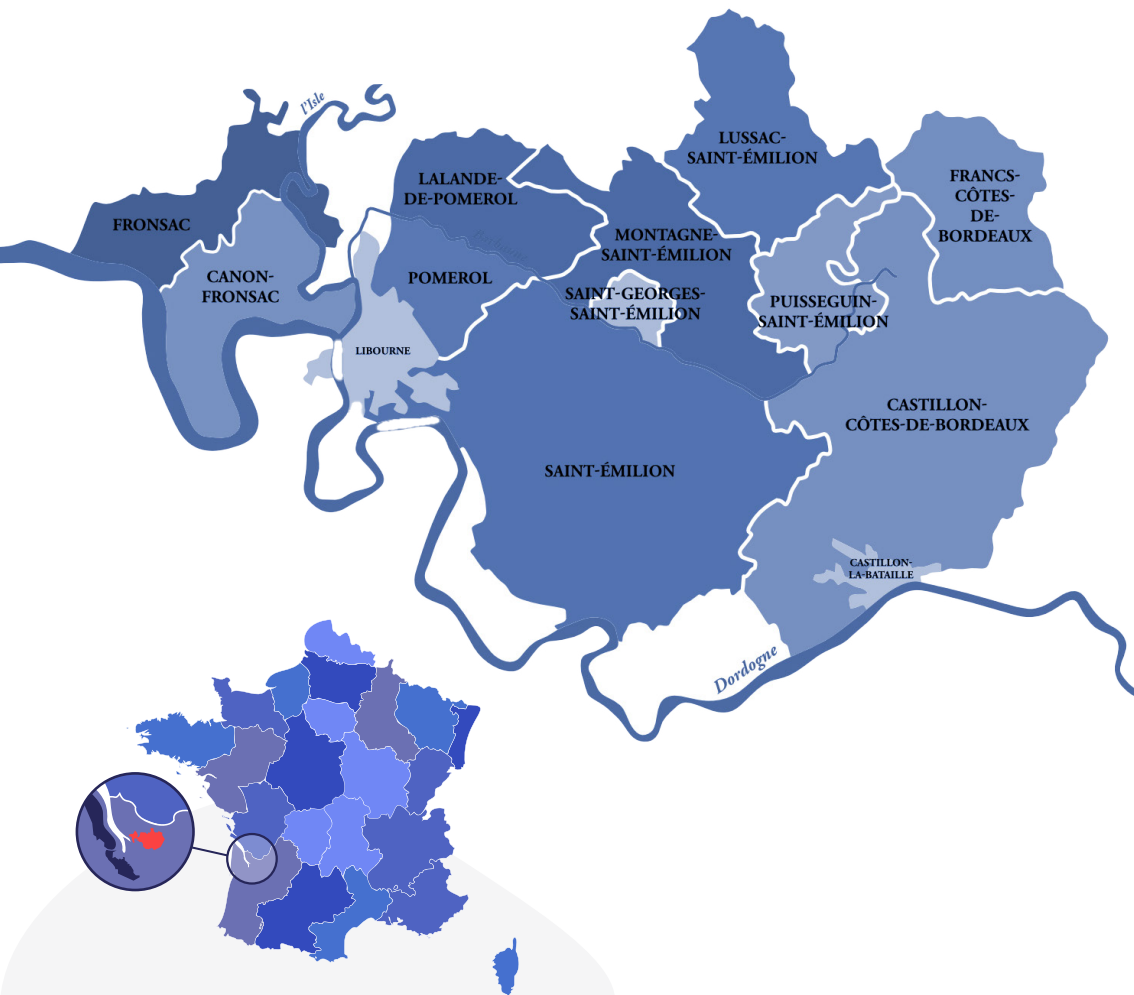 l'Isle
LUSSAC-
SAINT-ÉMILION
LALANDE-
DE-POMEROL
FRANCS-
CÔTES-
DE-
BORDEAUX
FRONSAC
MONTAGNE-
SAINT-ÉMILION
CANON-
FRONSAC
POMEROL
SAINT-GEORGES-
SAINT-ÉMILION
PUISSEGUIN-
SAINT-ÉMILION
LIBOURNE
CASTILLON-
CÔTES-DE-BORDEAUX
SAINT-ÉMILION
CASTILLON-
LA-BATAILLE
Dordogne